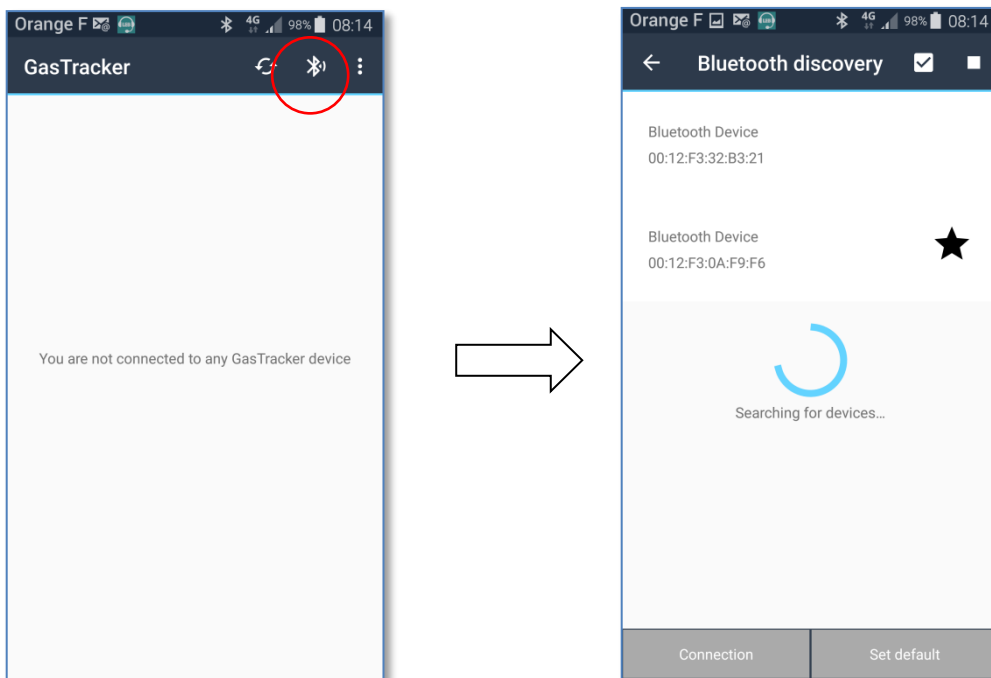 Orange F 4G 98% 08:14
GasTracker
You are not connected to any GasTracker device
Orange F 4G 98% 08:14
Bluetooth discovery
Bluetooth Device
00:12:F3:32:B3:21
Bluetooth Device
00:12:F3:0A:F9:F6
Searching for devices...
Connection Set default